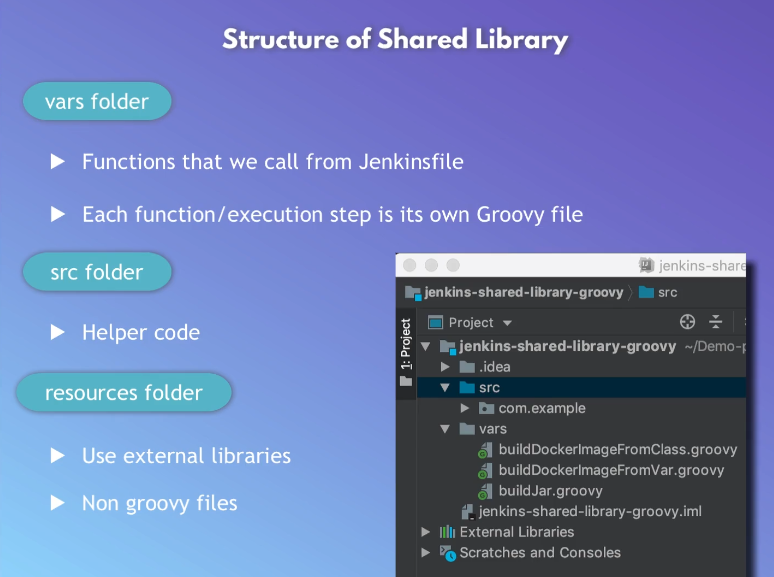 Structure of Shared Library
vars folder
Functions that we call from Jenkinsfile
Each function/execution step is its own Groovy file
src folder
Helper code
resources folder
Use external libraries
Non groovy files
jenkins-share
jenkins-shared-library-groovy src
1: Project
Project
jenkins-shared-library-groovy ~/Demo-p
.idea
src
com.example
vars
buildDockerImageFromClass.groovy
buildDockerImageFromVar.groovy
buildJar.groovy
jenkins-shared-library-groovy.iml
External Libraries
Scratches and Consoles